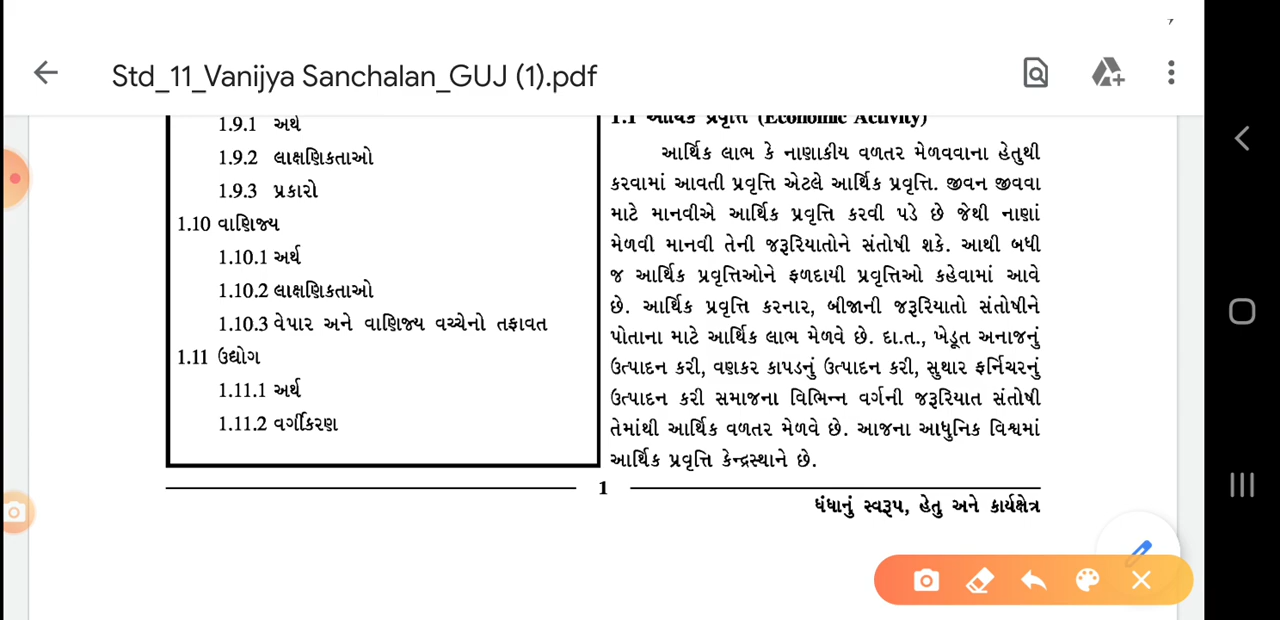 Std_11_Vanijya Sanchalan_GUJ (1).pdf
1.9.1 અર્થ
1.9.2 લાક્ષણિકતાઓ
1.9.3 પ્રકારો
1.10 વાણિજ્ય
1.10.1 અર્થ
1.10.2 લાક્ષણિકતાઓ
1.10.3 વેપાર અને વાણિજ્ય વચ્ચેનો તફાવત
1.11 ઉદ્યોગ
1.11.1 અર્થ
1.11.2 વર્ગીકરણ
1.1 આર્થિક પ્રવૃત્તિ (Economic Activity)
આર્થિક લાભ કે નાણાકીય વળતર મેળવવાના હેતુથી
કરવામાં આવતી પ્રવૃત્તિ એટલે આર્થિક પ્રવૃત્તિ. જીવન જીવવા
માટે માનવીએ આર્થિક પ્રવૃત્તિ કરવી પડે છે જેથી નાણાં
મેળવી માનવી તેની જરૂરિયાતોને સંતોષી શકે. આથી બધી
જ આર્થિક પ્રવૃત્તિઓને ફળદાયી પ્રવૃત્તિઓ કહેવામાં આવે
છે. આર્થિક પ્રવૃત્તિ કરનાર, બીજાની જરૂરિયાતો સંતોષીને
પોતાના માટે આર્થિક લાભ મેળવે છે. દા.ત., ખેડૂત અનાજનું
ઉત્પાદન કરી, વણકર કાપડનું ઉત્પાદન કરી, સુથાર ફર્નિચરનું
ઉત્પાદન કરી સમાજના વિભિન્ન વર્ગની જરૂરિયાત સંતોષી
તેમાંથી આર્થિક વળતર મેળવે છે. આજના આધુનિક વિશ્વમાં
આર્થિક પ્રવૃત્તિ કેન્દ્રસ્થાને છે.
1
ધંધાનું સ્વરૂપ, હેતુ અને કાર્યક્ષેત્ર